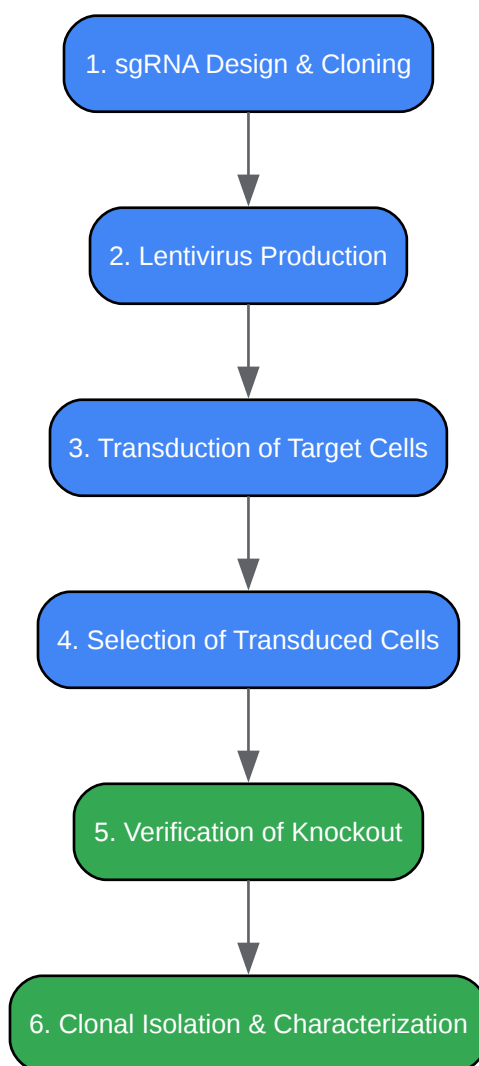 1. sgRNA Design & Cloning
2. Lentivirus Production
3. Transduction of Target Cells
4. Selection of Transduced Cells
5. Verification of Knockout
6. Clonal Isolation & Characterization